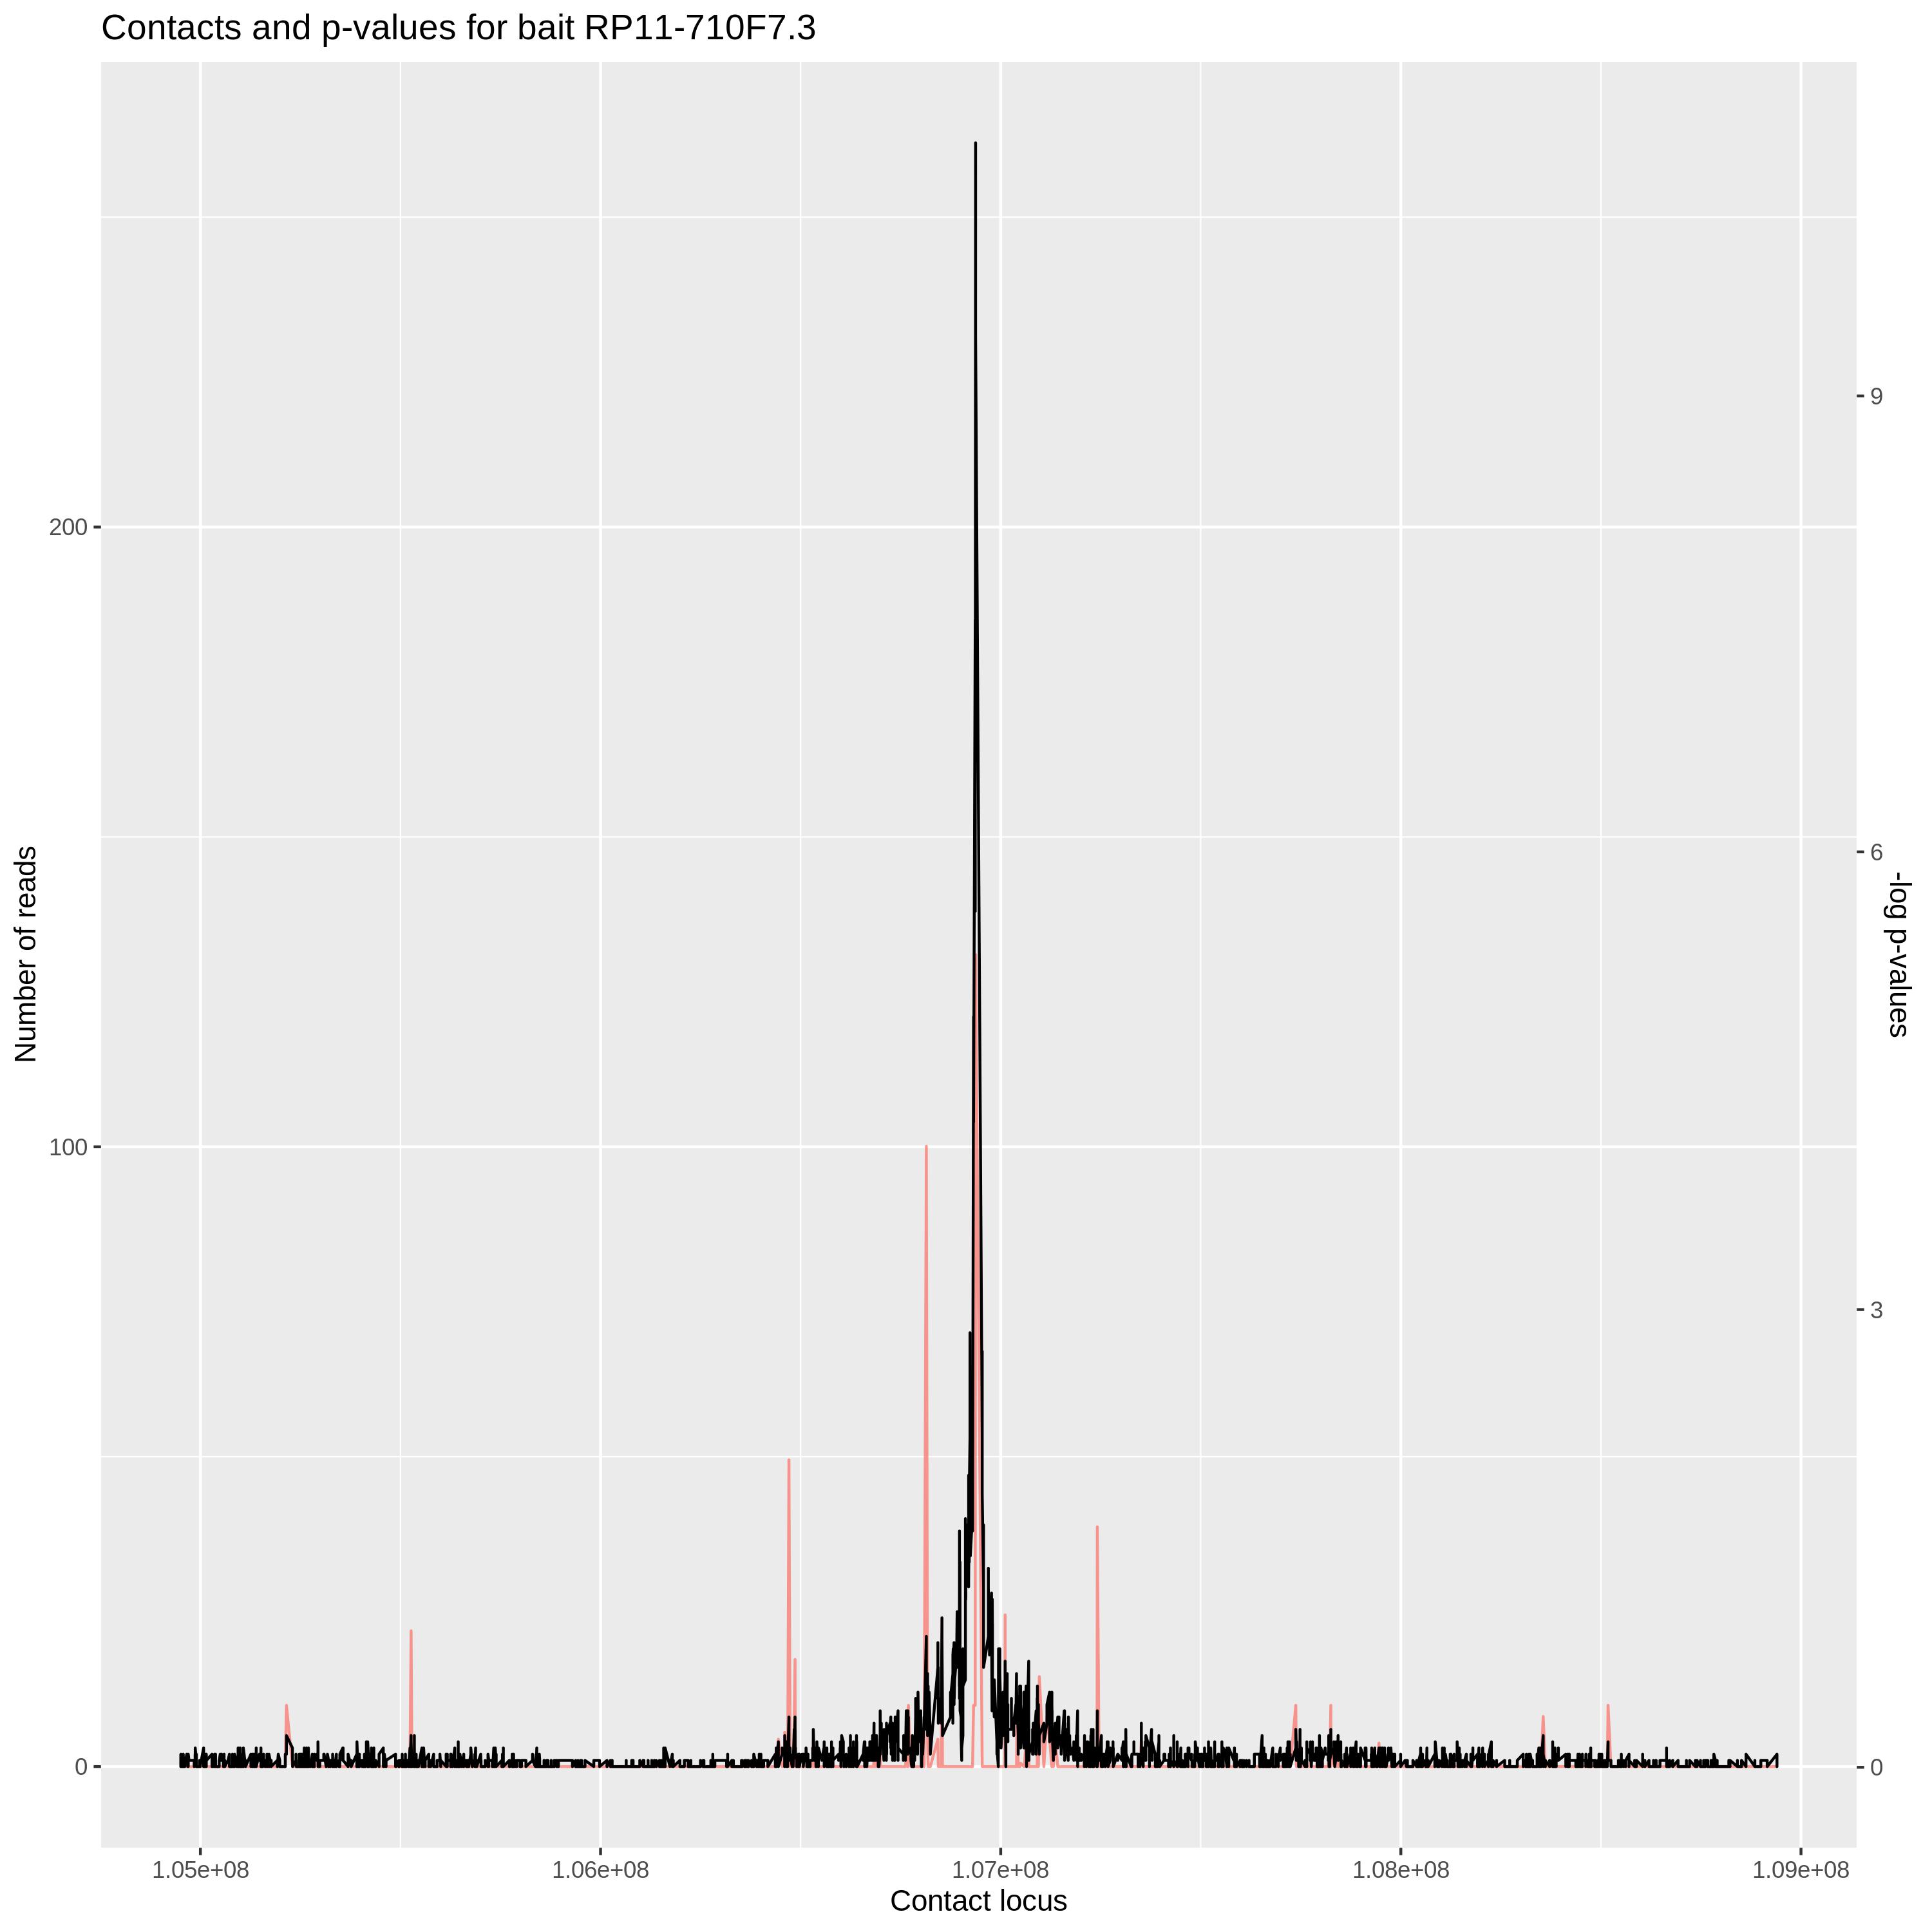 Contacts and p-values for bait RP11-710F7.3
Number of reads
200
100
0
9
6
3
0
-log p-values
1.05e+08 1.06e+08 1.07e+08 1.08e+08 1.09e+08
Contact locus